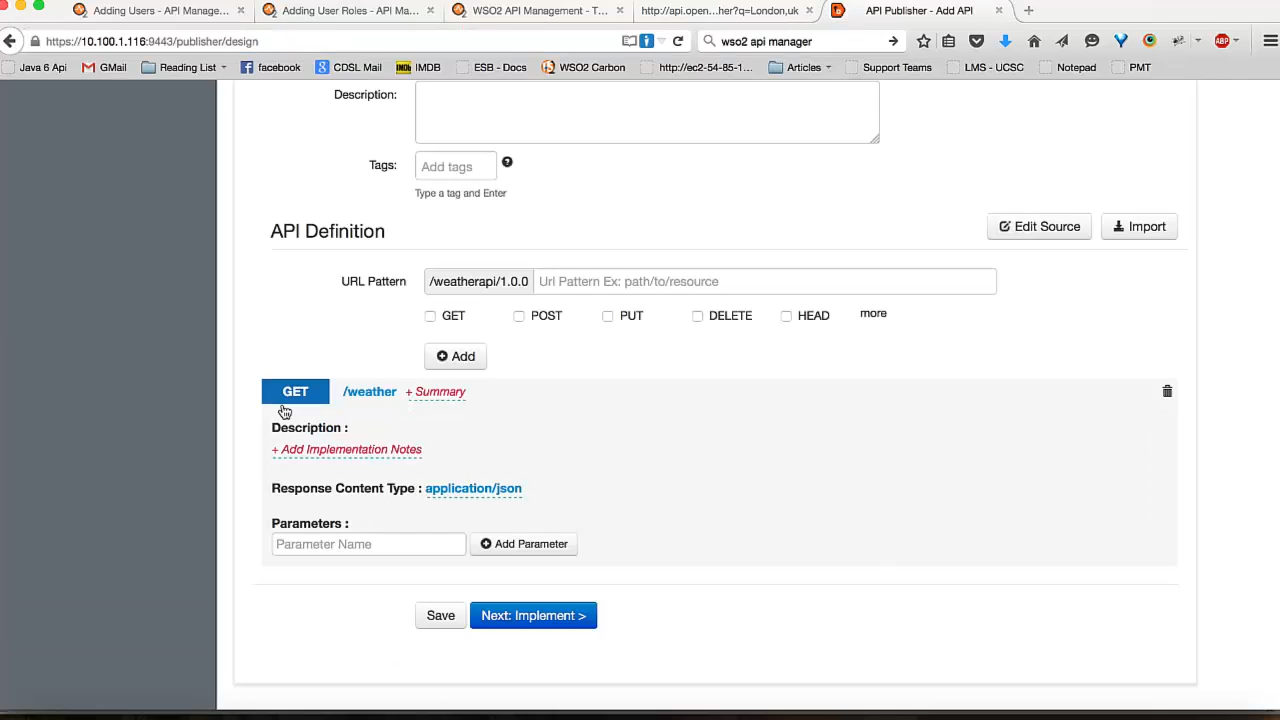 Adding Users - API Manage...
Adding User Roles - API Ma...
WSO2 API Management - T...
http://api.open...her?q=London,uk
API Publisher - Add API
https://10.100.1.116:9443/publisher/design
wso2 api manager
ABP
Java 6 Api
GMail
Reading List
facebook
CDSL Mail
IMDB
ESB - Docs
WSO2 Carbon
http://ec2-54-85-1...
Articles
Support Teams
LMS - UCSC
Notepad
PMT
Description:
Tags:
Add tags
Type a tag and Enter
API Definition
Edit Source
Import
URL Pattern
/weatherapi/1.0.0
Url Pattern Ex: path/to/resource
GET
POST
PUT
DELETE
HEAD
more
Add
GET
/weather
+ Summary
Description :
+ Add Implementation Notes
Response Content Type : application/json
Parameters :
Parameter Name
Add Parameter
Save
Next: Implement >